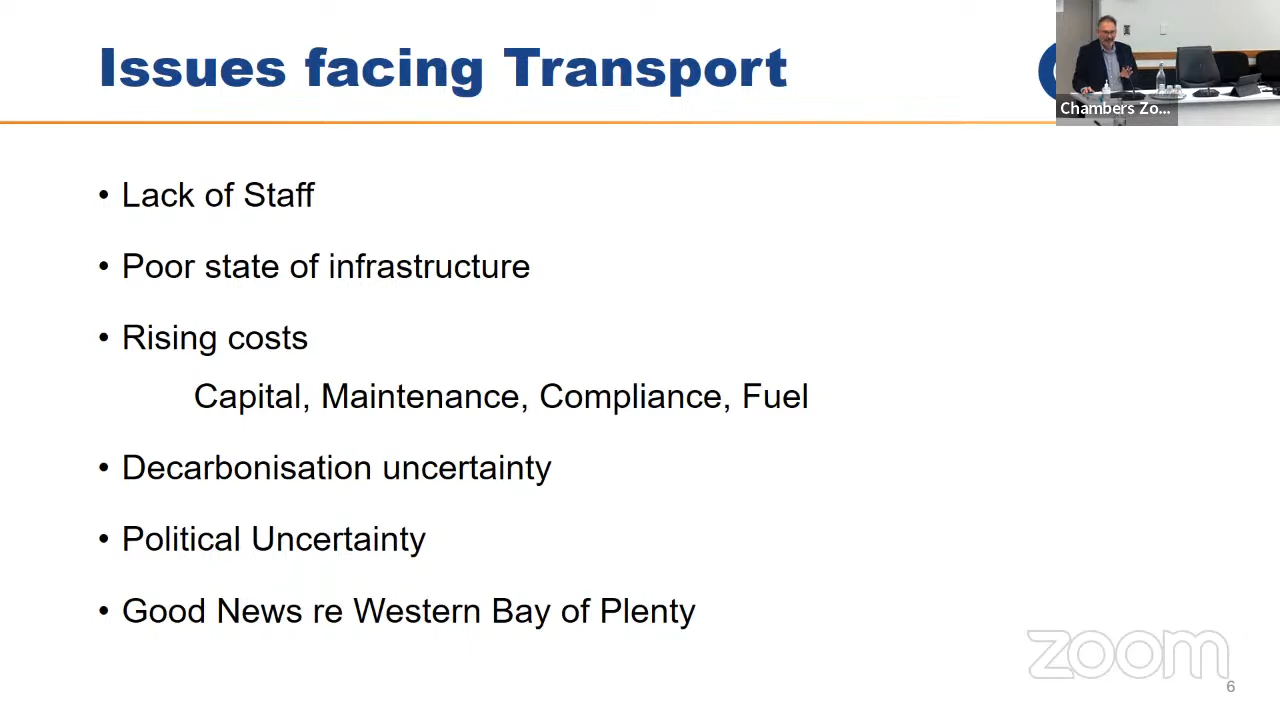 Issues facing Transport
Chambers Zo...
• Lack of Staff
• Poor state of infrastructure
• Rising costs
Capital, Maintenance, Compliance, Fuel
• Decarbonisation uncertainty
• Political Uncertainty
• Good News re Western Bay of Plenty
zoom
6